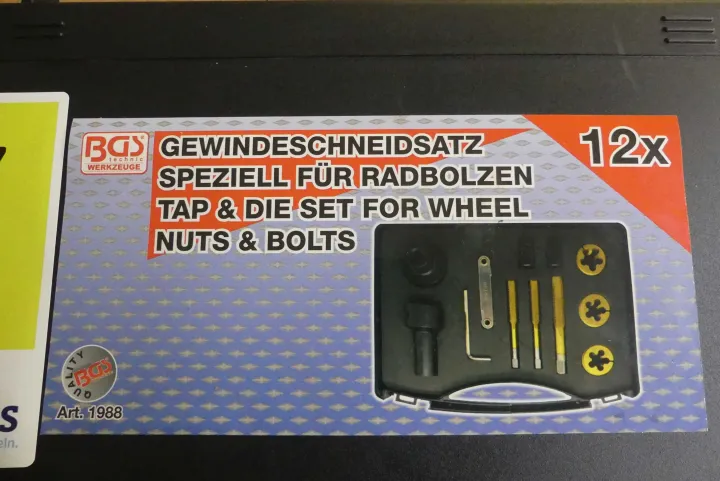 BGS
technic
WERKZEUGE
GEWINDESCHNEIDSATZ
SPEZIELL FÜR RADBOLZEN
TAP & DIE SET FOR WHEEL
NUTS & BOLTS
12x
QUALITY
BGS
Art. 1988